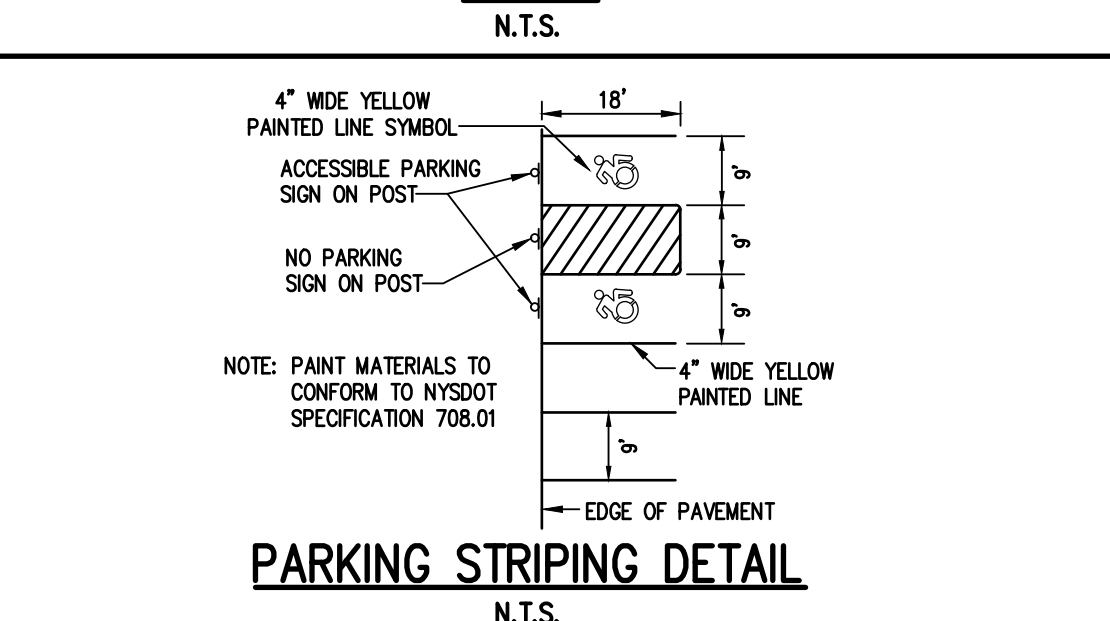 N.T.S.
4" WIDE YELLOW
PAINTED LINE SYMBOL
18'
ACCESSIBLE PARKING
SIGN ON POST
9'
9'
NO PARKING
SIGN ON POST
9'
NOTE: PAINT MATERIALS TO
CONFORM TO NYSDOT
SPECIFICATION 708.01
4" WIDE YELLOW
PAINTED LINE
9'
EDGE OF PAVEMENT
PARKING STRIPING DETAIL
N.T.S.